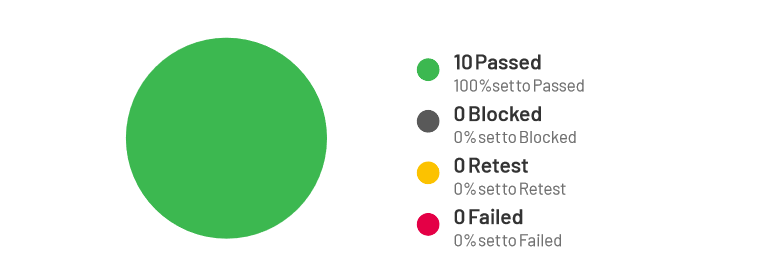 10 Passed
100% set to Passed
0 Blocked
0% set to Blocked
0 Retest
0% set to Retest
0 Failed
0% set to Failed